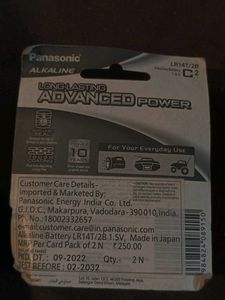 Panasonic
LR14T/2B
ALKALINE
C 2
LONG LASTING
ADVANCED POWER
10
For Your Everyday Use
Customer Care Details -
Imported & Marketed By:
Panasonic Energy India Co. Ltd.
G.I.D.C, Makarpura, Vadodara-390010, India.
P.No. 18002332657
e.mail:customer.care@in.panasonic.com
Alkaline Battery LR14T/2B 1.5V, Made in Japan
MRP Per Card Pack of 2 N : ₹250.00
PKD. DT. : 09-2022 Qty:- 2 N
BEST BEFORE : 02-2032